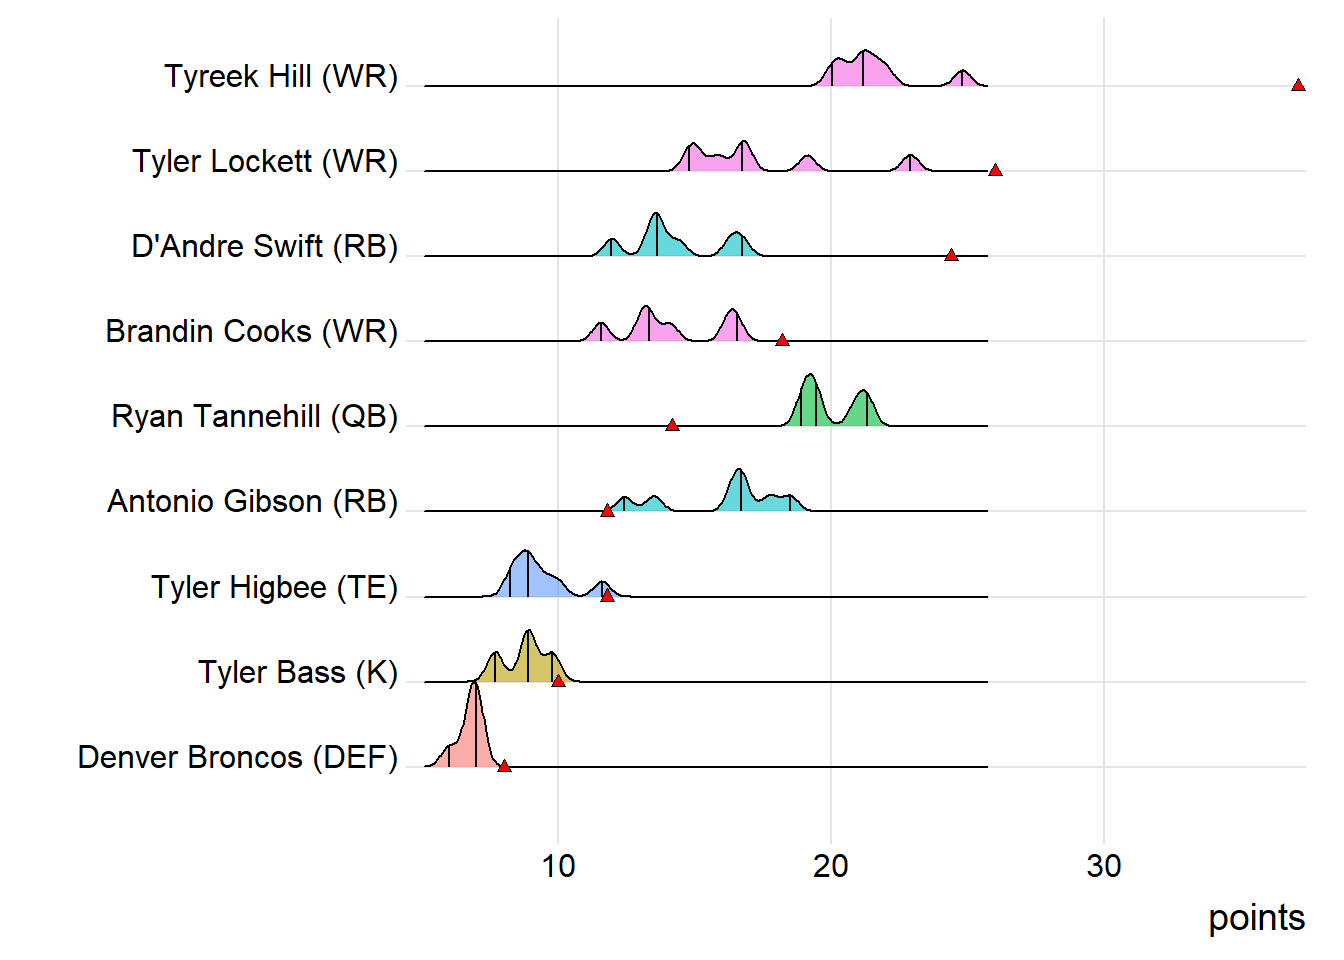 Tyreek Hill (WR)
Tyler Lockett (WR)
D'Andre Swift (RB)
Brandin Cooks (WR)
Ryan Tannehill (QB)
Antonio Gibson (RB)
Tyler Higbee (TE)
Tyler Bass (K)
Denver Broncos (DEF)
10 20 30
points